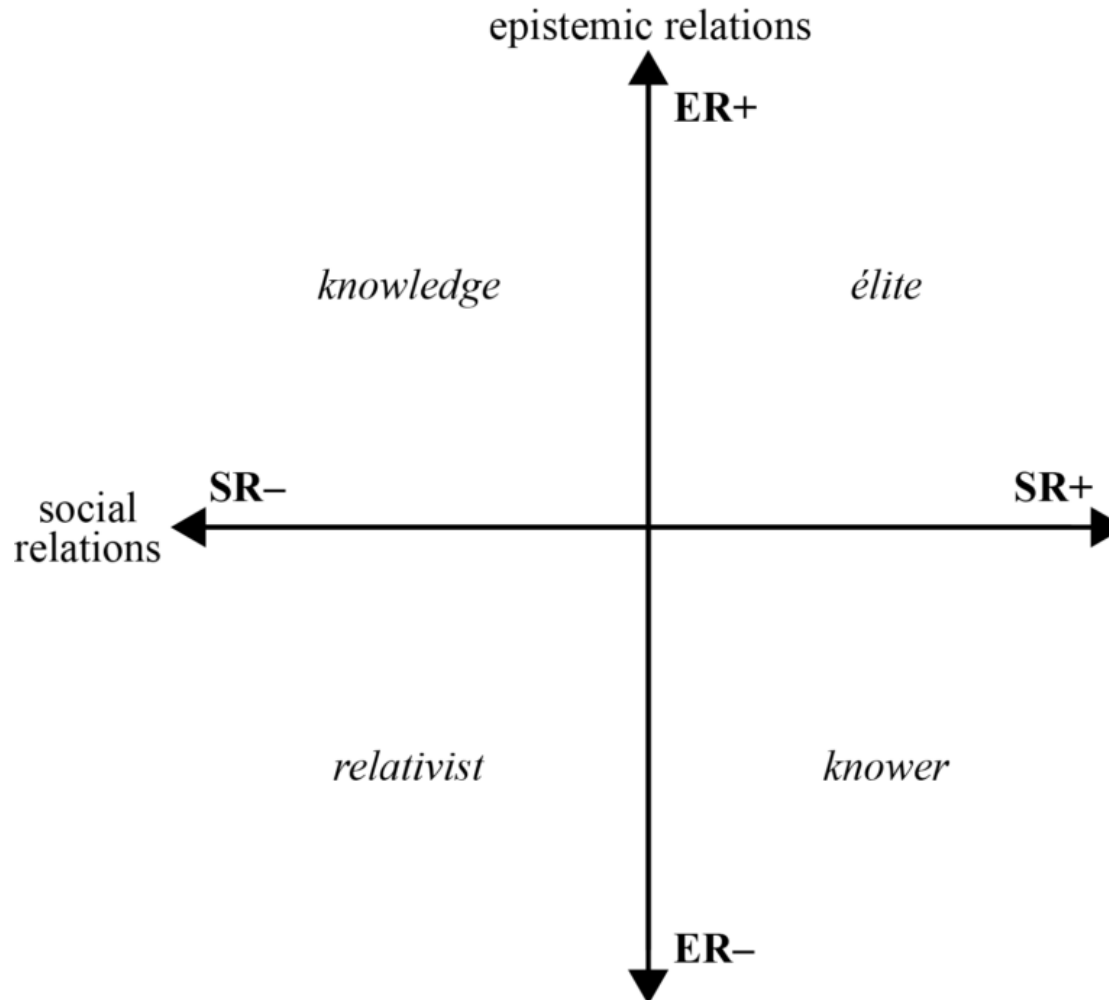 epistemic relations
ER+
knowledge
élite
SR–
SR+
social
relations
relativist
knower
ER–